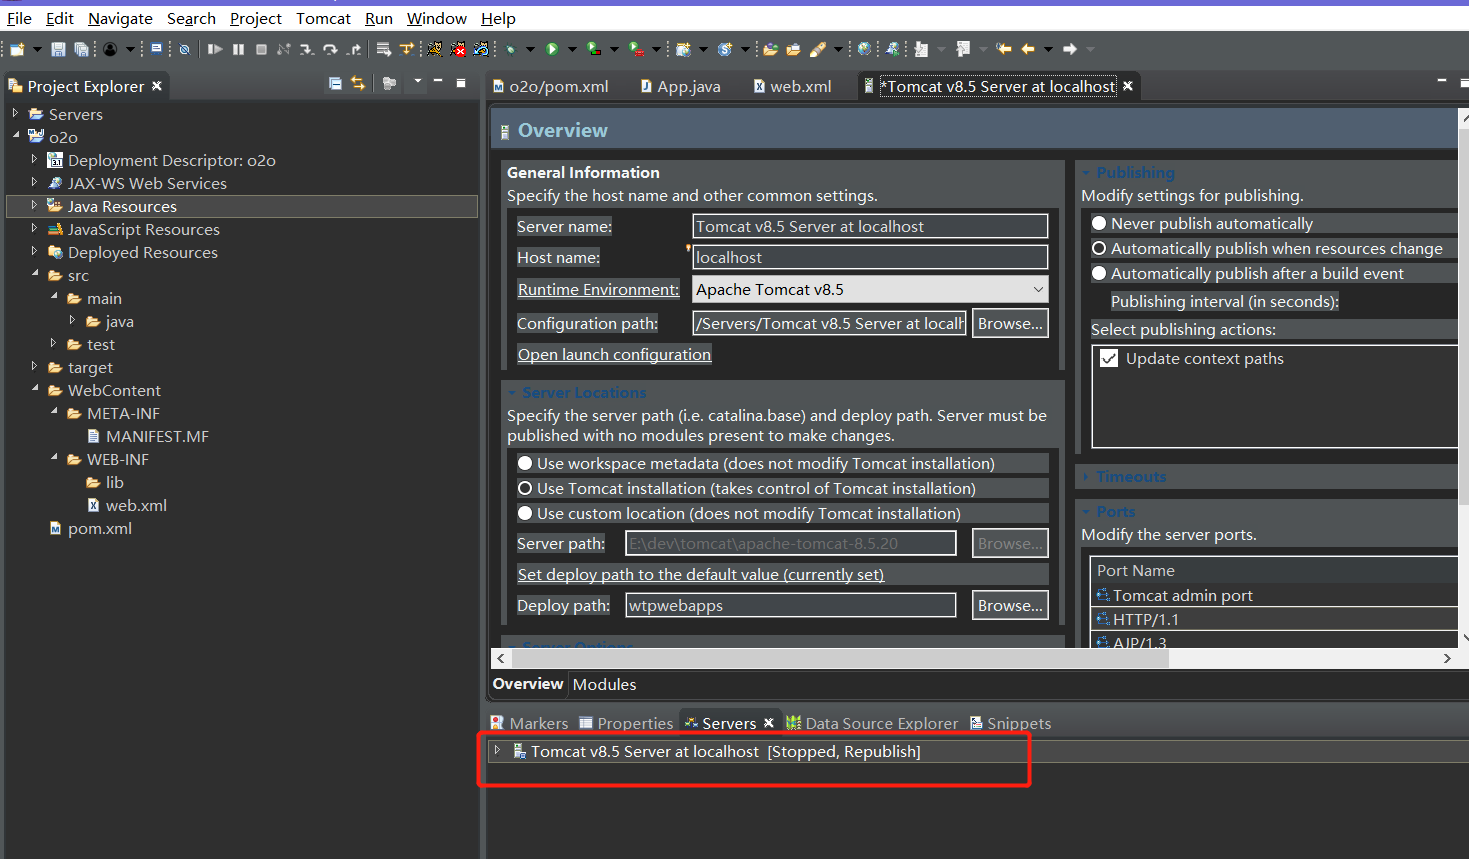 File Edit Navigate Search Project Tomcat Run Window Help
Project Explorer
Servers
o2o
Deployment Descriptor: o2o
JAX-WS Web Services
Java Resources
JavaScript Resources
Deployed Resources
src
main
java
test
target
WebContent
META-INF
MANIFEST.MF
WEB-INF
lib
web.xml
pom.xml
o2o/pom.xml App.java web.xml *Tomcat v8.5 Server at localhost
Overview
General Information
Specify the host name and other common settings.
Server name: Tomcat v8.5 Server at localhost
Host name: localhost
Runtime Environment: Apache Tomcat v8.5
Configuration path: /Servers/Tomcat v8.5 Server at localh Browse...
Open launch configuration
Server Locations
Specify the server path (i.e. catalina.base) and deploy path. Server must be
published with no modules present to make changes.
Use workspace metadata (does not modify Tomcat installation)
Use Tomcat installation (takes control of Tomcat installation)
Use custom location (does not modify Tomcat installation)
Server path: E:\dev\tomcat\apache-tomcat-8.5.20 Browse...
Set deploy path to the default value (currently set)
Deploy path: wtpwebapps Browse...
Server Options
Publishing
Modify settings for publishing.
Never publish automatically
Automatically publish when resources change
Automatically publish after a build event
Publishing interval (in seconds):
Select publishing actions:
Update context paths
Timeouts
Ports
Modify the server ports.
Port Name
Tomcat admin port
HTTP/1.1
AJP/1.3
Overview Modules
Markers Properties Servers Data Source Explorer Snippets
Tomcat v8.5 Server at localhost [Stopped, Republish]